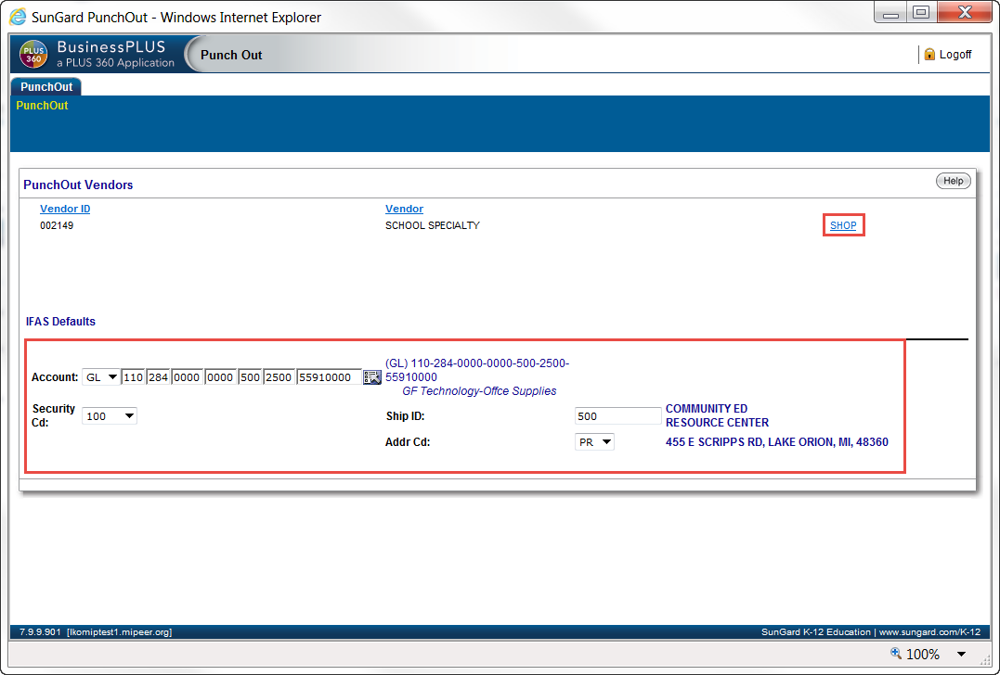 SunGard PunchOut - Windows Internet Explorer
PLUS 360
BusinessPLUS
a PLUS 360 Application
Punch Out
Logoff
PunchOut
PunchOut
PunchOut Vendors
Help
Vendor ID Vendor
002149 SCHOOL SPECIALTY SHOP
IFAS Defaults
Account: GL 110 284 0000 0000 500 2500 55910000
(GL) 110-284-0000-0000-500-2500-
55910000
GF Technology-Offce Supplies
Security
Cd:
100
Ship ID: 500
COMMUNITY ED
RESOURCE CENTER
Addr Cd: PR 455 E SCRIPPS RD, LAKE ORION, MI, 48360
7.9.9.901 [lkomiptest1.mipeer.org]
SunGard K-12 Education | www.sungard.com/K-12
100%